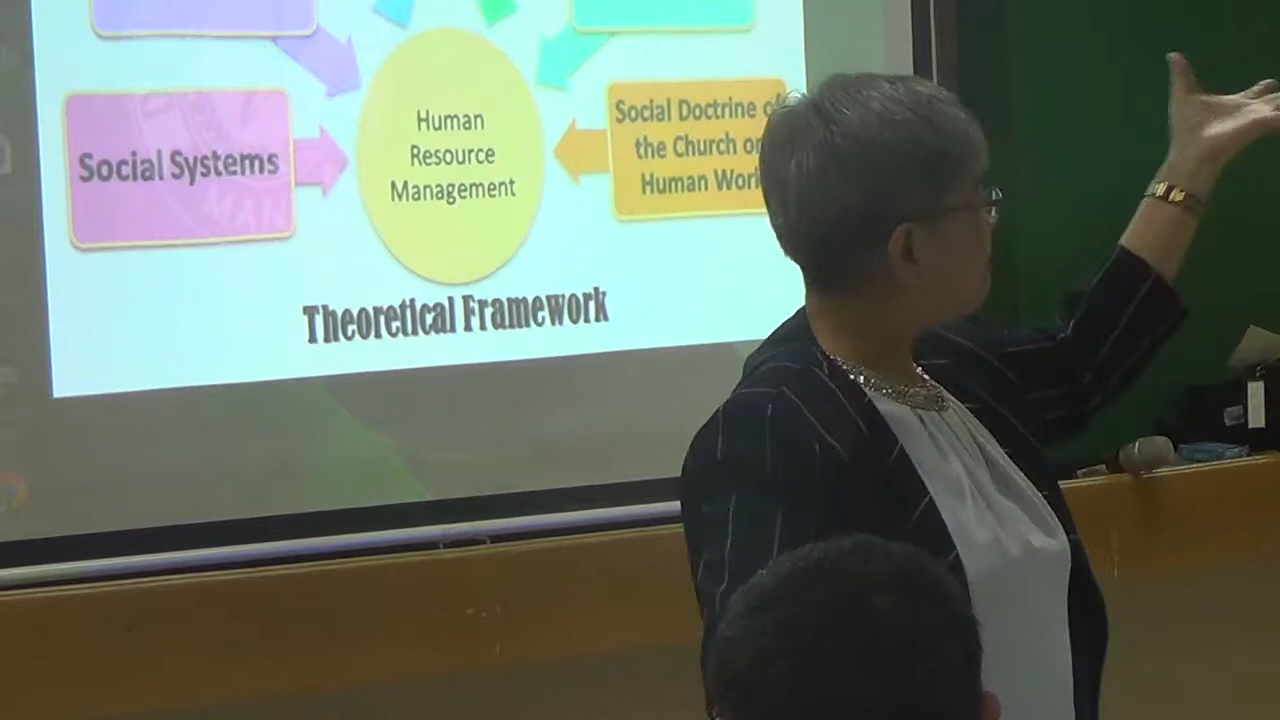 Social Systems
Human
Resource
Management
Social Doctrine of
the Church on
Human Work
Theoretical Framework